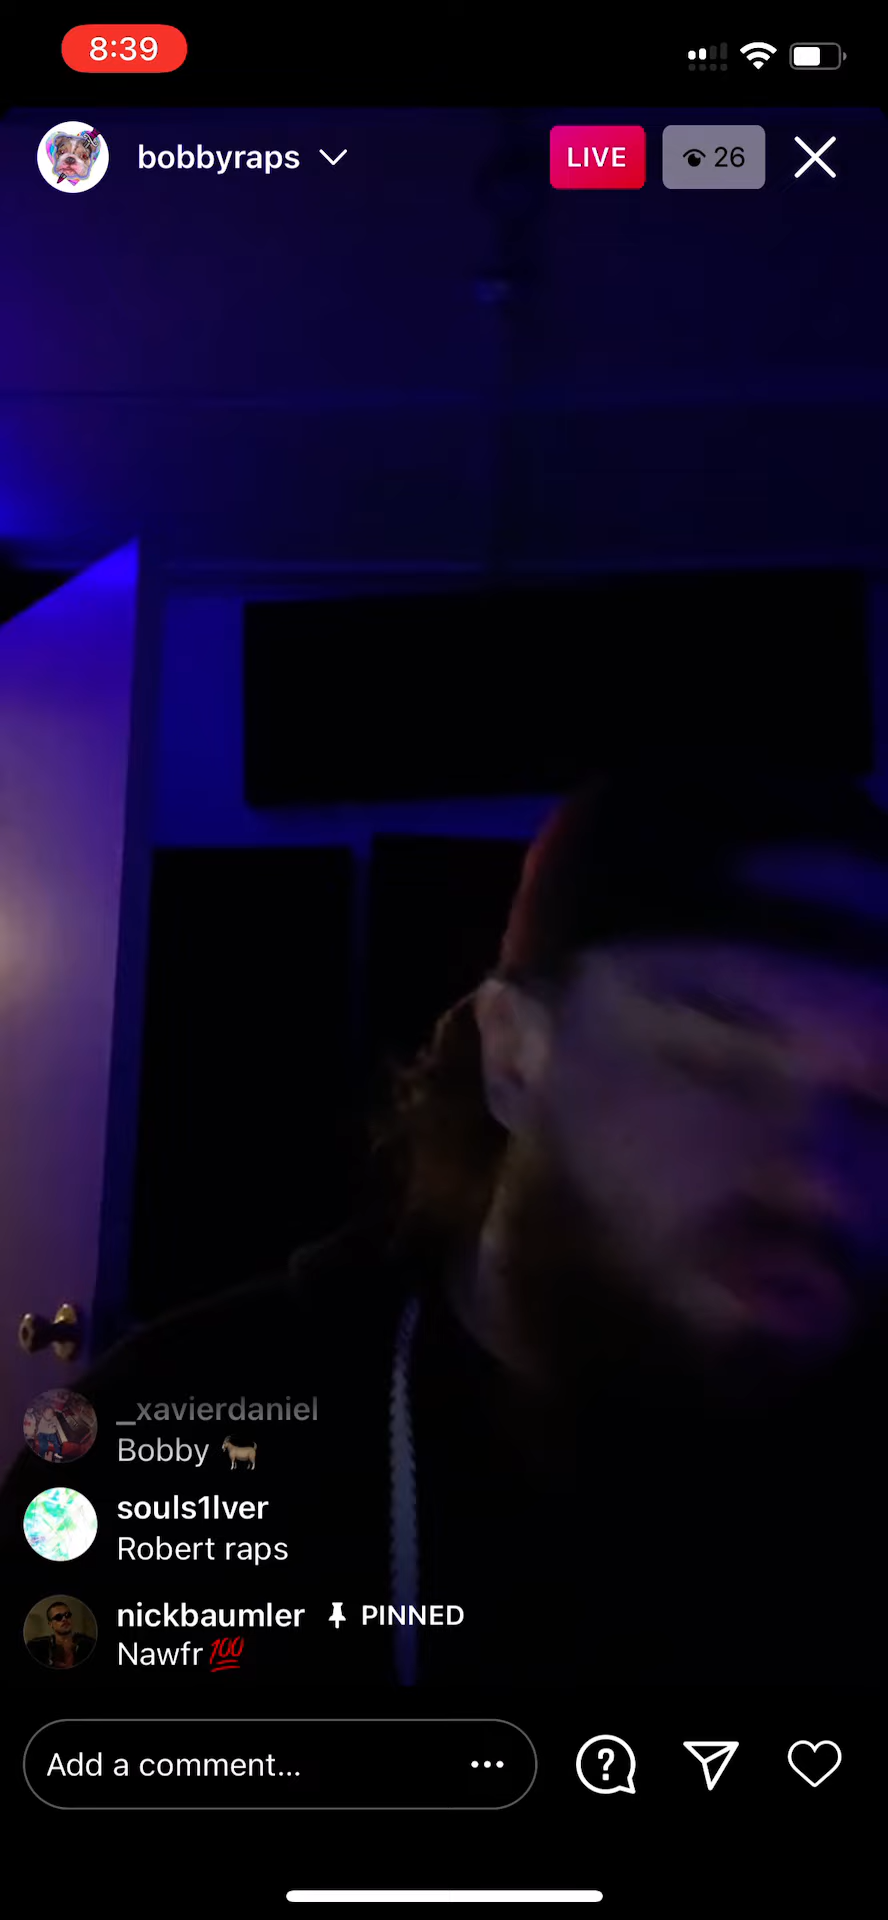 8:39
bobbyraps
LIVE
26
_xavierdaniel
Bobby 🐐
souls1lver
Robert raps
nickbaumler PINNED
Nawfr 💯
Add a comment...